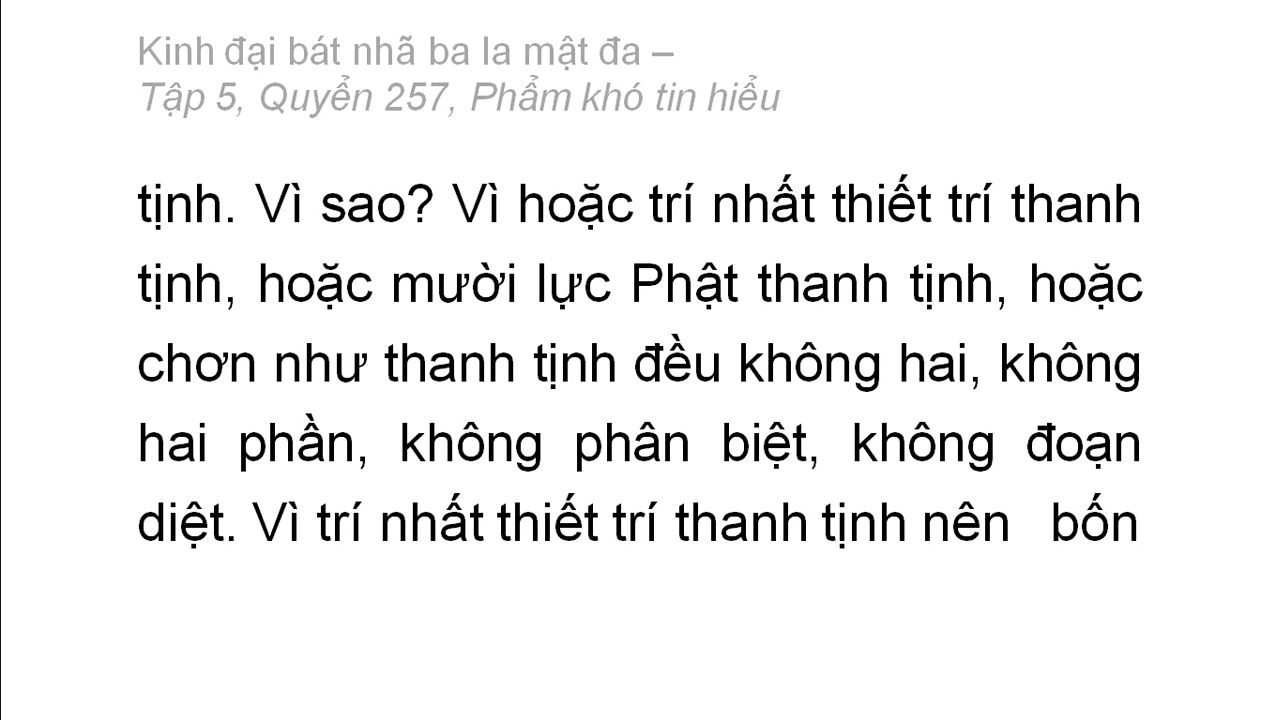 Kinh đại bát nhã ba la mật đa –
Tập 5, Quyển 257, Phẩm khó tin hiểu
tịnh. Vì sao? Vì hoặc trí nhất thiết trí thanh
tịnh, hoặc mười lực Phật thanh tịnh, hoặc
chơn như thanh tịnh đều không hai, không
hai phần, không phân biệt, không đoạn
diệt. Vì trí nhất thiết trí thanh tịnh nên bốn